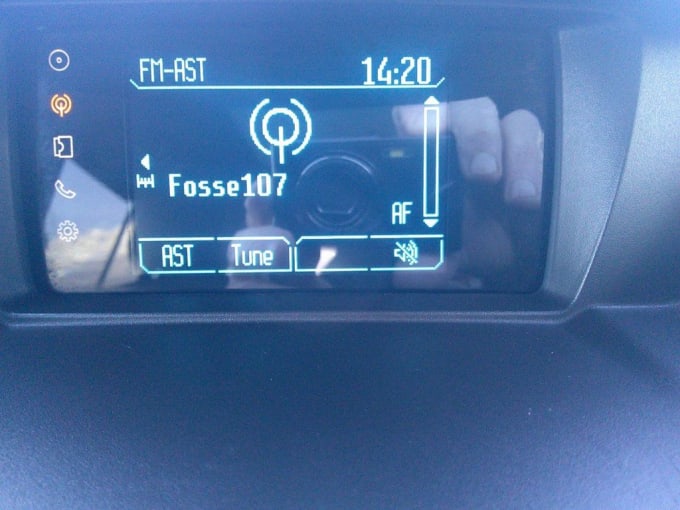 FM-AST 14:20
Fosse107
AF
AST Tune